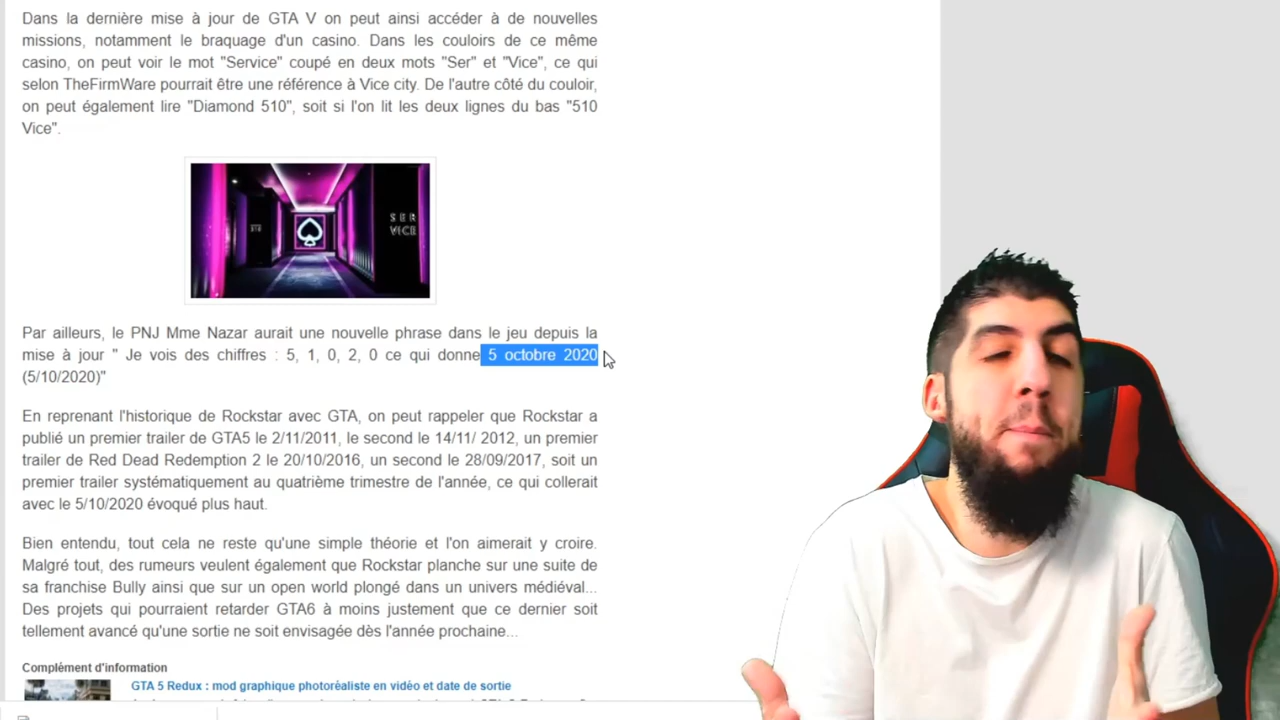 Dans la dernière mise à jour de GTA V on peut ainsi accéder à de nouvelles
missions, notamment le braquage d'un casino. Dans les couloirs de ce même
casino, on peut voir le mot "Service" coupé en deux mots "Ser" et "Vice", ce qui
selon TheFirmWare pourrait être une référence à Vice city. De l'autre côté du couloir,
on peut également lire "Diamond 510", soit si l'on lit les deux lignes du bas "510
Vice".
SER
VICE
Par ailleurs, le PNJ Mme Nazar aurait une nouvelle phrase dans le jeu depuis la
mise à jour " Je vois des chiffres : 5, 1, 0, 2, 0 ce qui donne 5 octobre 2020
(5/10/2020)"
En reprenant l'historique de Rockstar avec GTA, on peut rappeler que Rockstar a
publié un premier trailer de GTA5 le 2/11/2011, le second le 14/11/ 2012, un premier
trailer de Red Dead Redemption 2 le 20/10/2016, un second le 28/09/2017, soit un
premier trailer systématiquement au quatrième trimestre de l'année, ce qui collerait
avec le 5/10/2020 évoqué plus haut.
Bien entendu, tout cela ne reste qu'une simple théorie et l'on aimerait y croire.
Malgré tout, des rumeurs veulent également que Rockstar planche sur une suite de
sa franchise Bully ainsi que sur un open world plongé dans un univers médiéval...
Des projets qui pourraient retarder GTA6 à moins justement que ce dernier soit
tellement avancé qu'une sortie ne soit envisagée dès l'année prochaine...
Complément d'information
GTA 5 Redux : mod graphique photoréaliste en vidéo et date de sortie